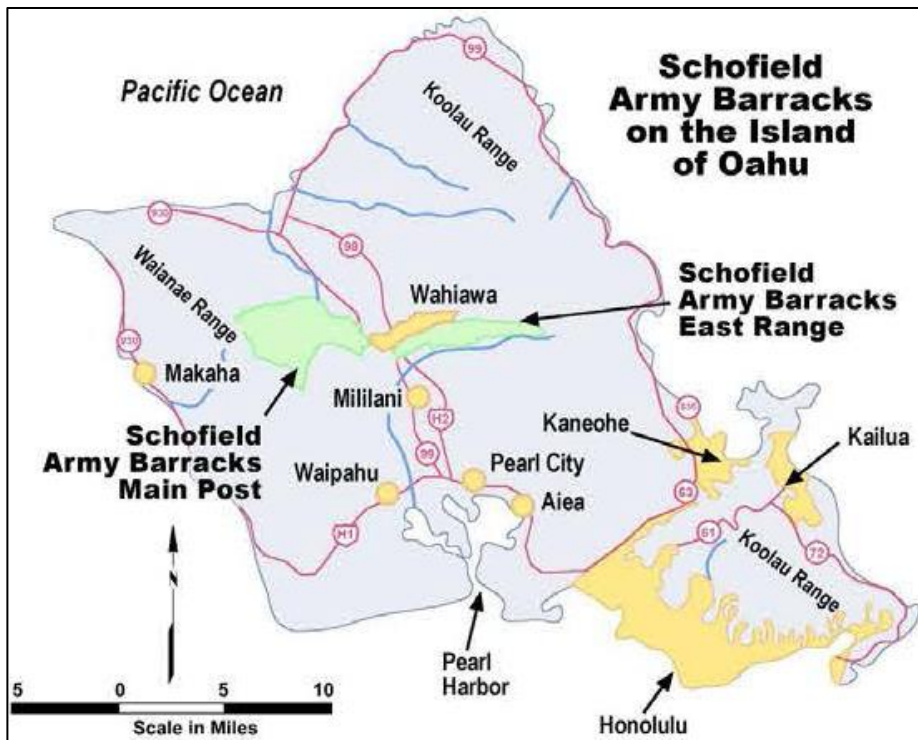 Schofield
Army Barracks
on the Island
of Oahu
Pacific Ocean
99
Koolau Range
930
98
Waianae Range
Wahiawa
Schofield
Army Barracks
East Range
930
Makaha
Mililani
H2
Kaneohe
Kailua
Schofield
Army Barracks
Main Post
99
Waipahu
Pearl City
Aiea
63
H1
61
72
Koolau Range
N
Pearl
Harbor
Honolulu
5 0 5 10
Scale in Miles